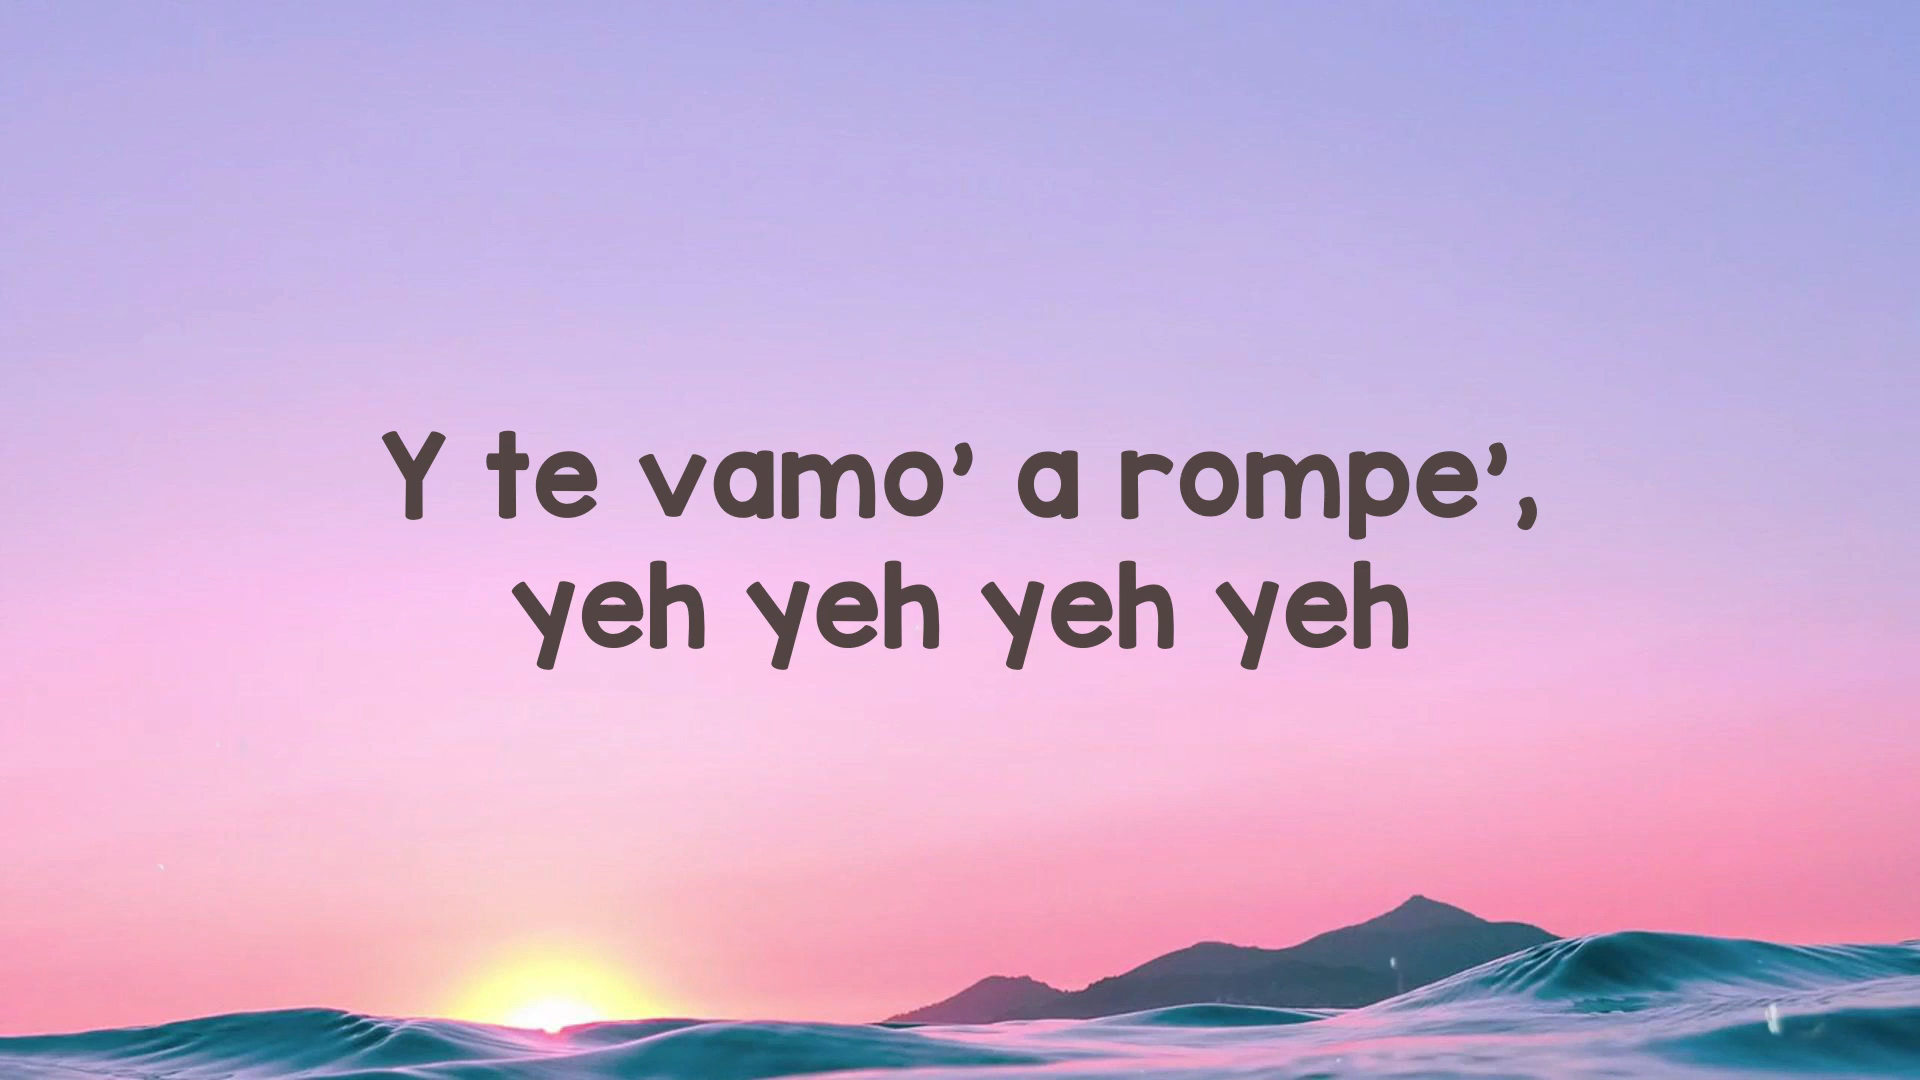 Y te vamo’ a rompe’,
yeh yeh yeh yeh